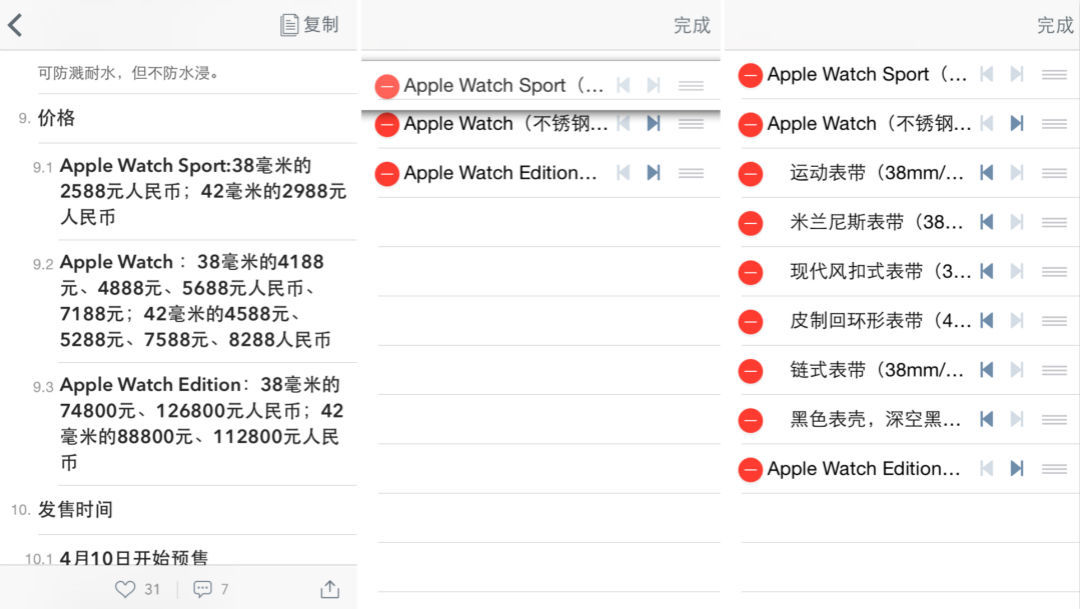 复制
可防溅耐水，但不防水浸。
9. 价格
9.1 Apple Watch Sport:38毫米的
2588元人民币；42毫米的2988元
人民币
9.2 Apple Watch ：38毫米的4188
元、4888元、5688元人民币、
7188元；42毫米的4588元、
5288元、7588元、8288人民币
9.3 Apple Watch Edition：38毫米的
74800元、126800元人民币；42
毫米的88800元、112800元人民
币
10. 发售时间
10.1 4月10日开始预售
31 7
完成
Apple Watch Sport（...
Apple Watch（不锈钢...
Apple Watch Edition...
完成
Apple Watch Sport（...
Apple Watch（不锈钢...
运动表带（38mm/...
米兰尼斯表带（38...
现代风扣式表带（3...
皮制回环形表带（4...
链式表带（38mm/...
黑色表壳，深空黑...
Apple Watch Edition...